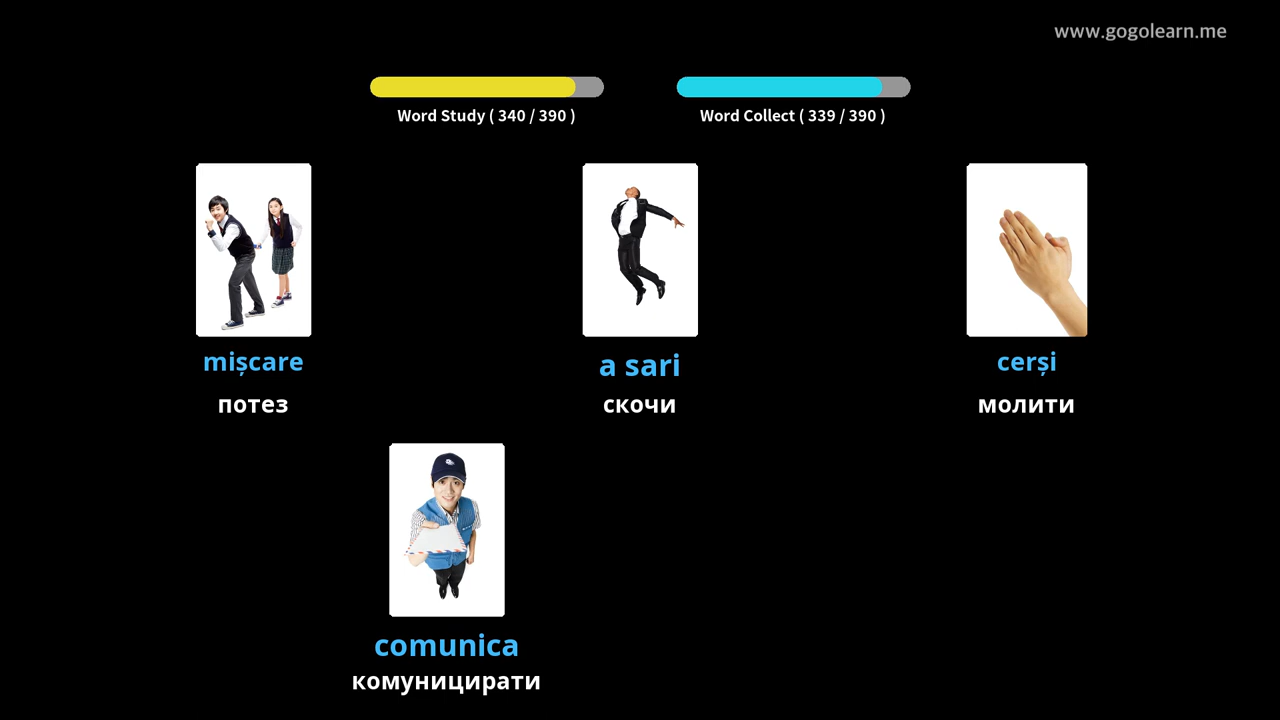 www.gogolearn.me
Word Study ( 340 / 390 )
Word Collect ( 339 / 390 )
mișcare
a sari
cerși
потез
скочи
молити
comunica
комуницирати